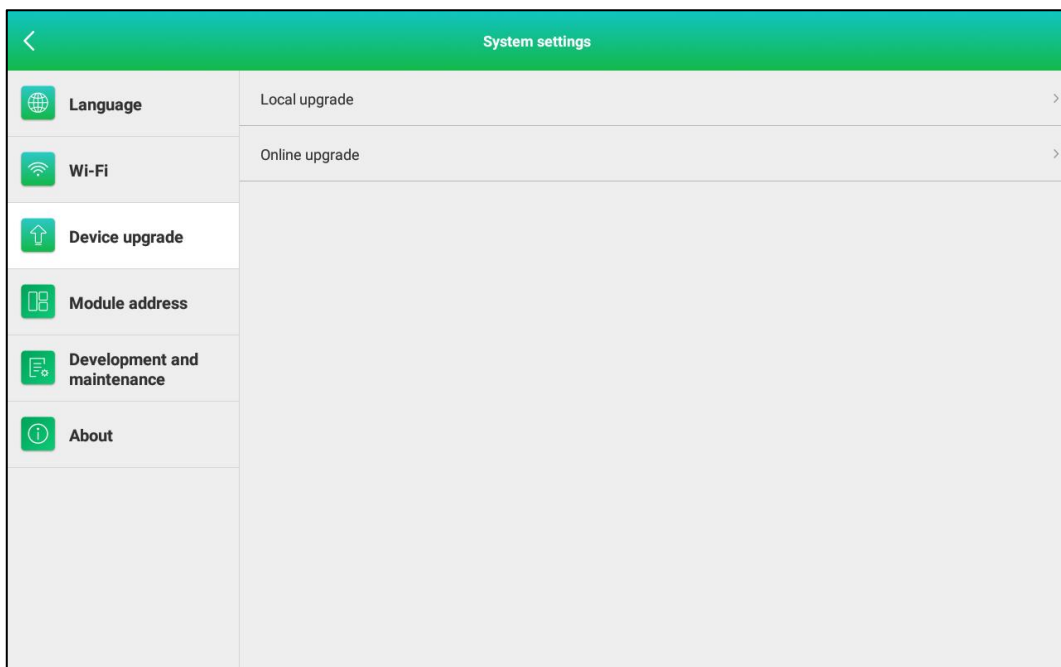 System settings
Language
Wi-Fi
Device upgrade
Module address
Development and
maintenance
About
Local upgrade
Online upgrade